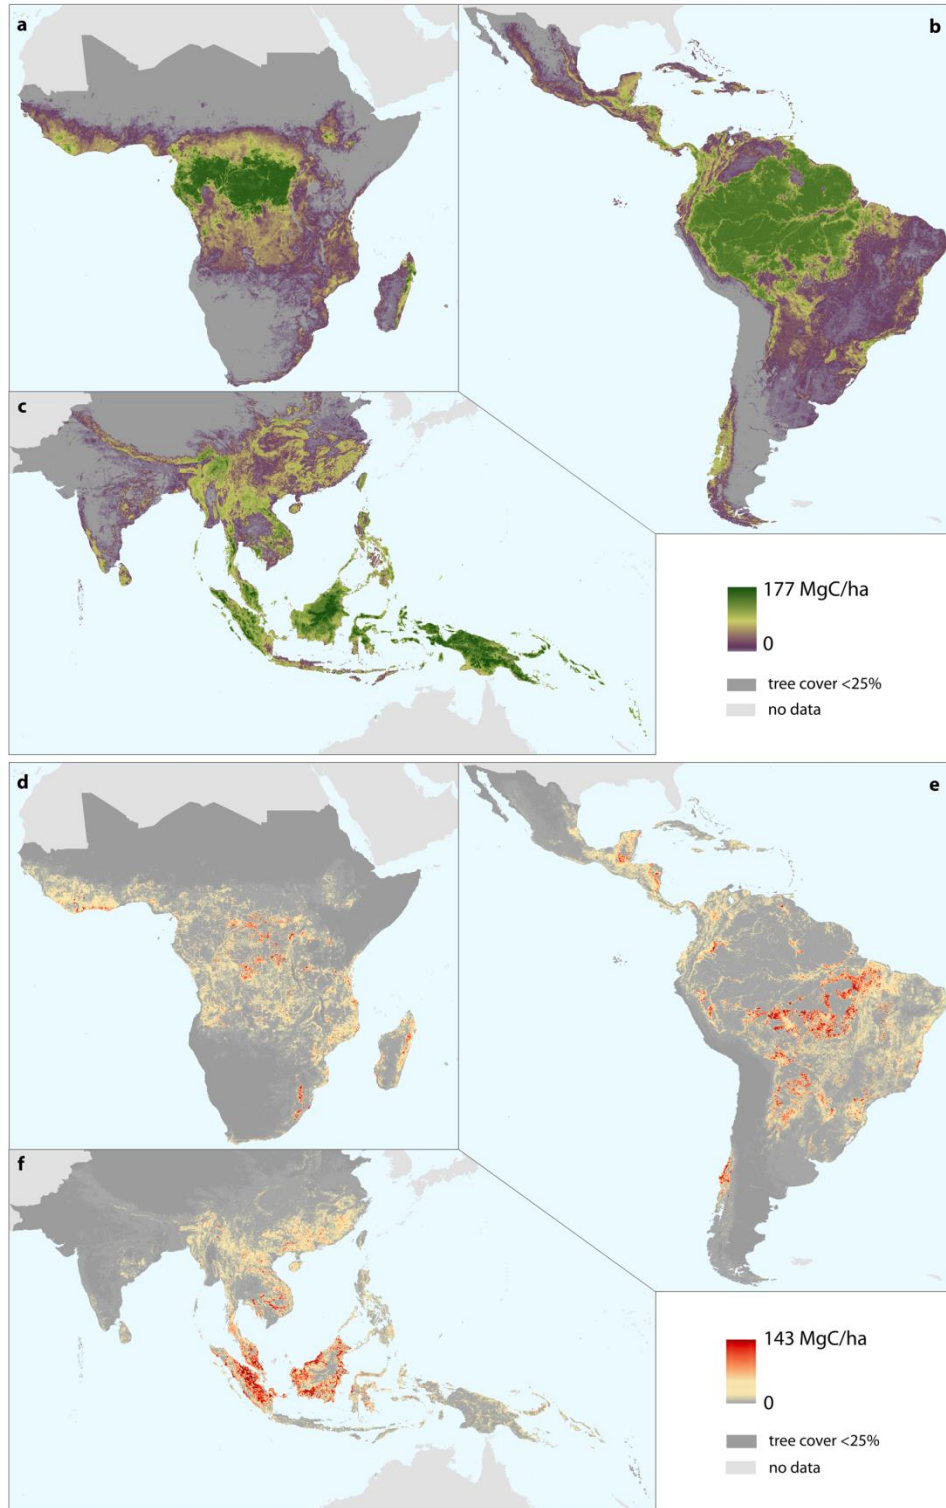 a
b
c
177 MgC/ha
0
tree cover <25%
no data
d
e
f
143 MgC/ha
0
tree cover <25%
no data